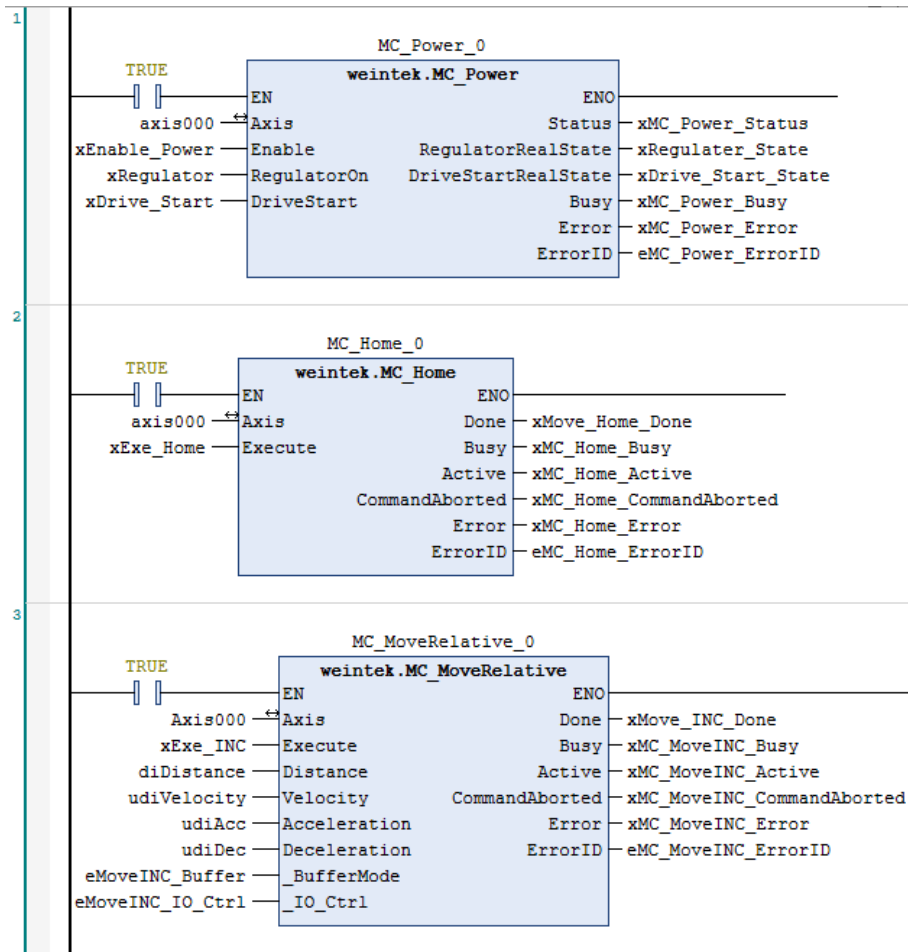 1
MC_Power_0
TRUE
weintek.MC_Power
EN ENO
axis000 Axis Status xMC_Power_Status
xEnable_Power Enable RegulatorRealState xRegulater_State
xRegulator RegulatorOn DriveStartRealState xDrive_Start_State
xDrive_Start DriveStart Busy xMC_Power_Busy
Error xMC_Power_Error
ErrorID eMC_Power_ErrorID
2
MC_Home_0
TRUE
weintek.MC_Home
EN ENO
axis000 Axis Done xMove_Home_Done
xExe_Home Execute Busy xMC_Home_Busy
Active xMC_Home_Active
CommandAborted xMC_Home_CommandAborted
Error xMC_Home_Error
ErrorID eMC_Home_ErrorID
3
MC_MoveRelative_0
TRUE
weintek.MC_MoveRelative
EN ENO
Axis000 Axis Done xMove_INC_Done
xExe_INC Execute Busy xMC_MoveINC_Busy
diDistance Distance Active xMC_MoveINC_Active
udiVelocity Velocity CommandAborted xMC_MoveINC_CommandAborted
udiAcc Acceleration Error xMC_MoveINC_Error
udiDec Deceleration ErrorID eMC_MoveINC_ErrorID
eMoveINC_Buffer _BufferMode
eMoveINC_IO_Ctrl _IO_Ctrl